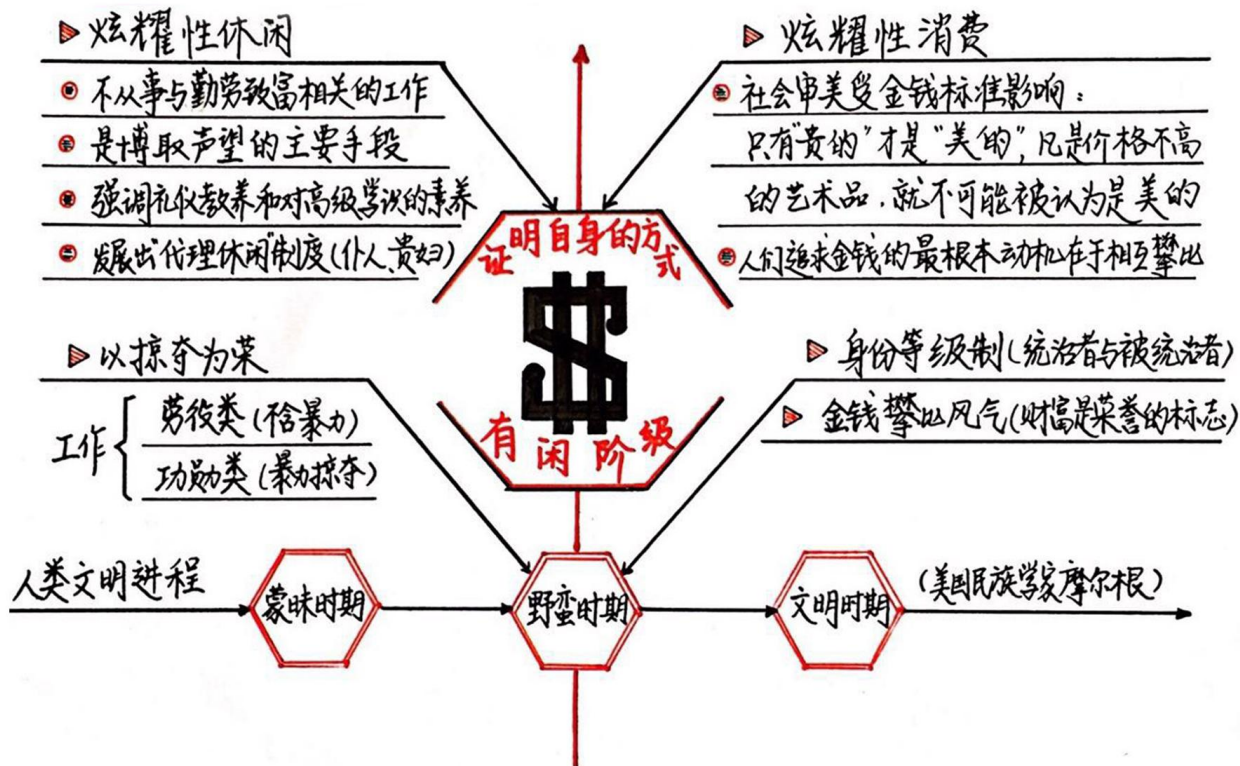 炫耀性休闲
不从事与勤劳致富相关的工作
是博取声望的主要手段
强调礼仪教养和对高级学识的素养
发展出“代理休闲”制度(仆人、贵妇)
炫耀性消费
社会审美受金钱标准影响：
只有“贵的”才是“美的”，凡是价格不高
的艺术品，就不可能被认为是美的
人们追求金钱的最根本动机在于相互攀比
证明自身的方式
$
有闲阶级
以掠夺为荣
工作
劳役类(不含暴力)
功勋类(暴力掠夺)
身份等级制(统治者与被统治者)
金钱攀比风气(财富是荣誉的标志)
人类文明进程
蒙昧时期
野蛮时期
文明时期
(美国民族学家摩尔根)